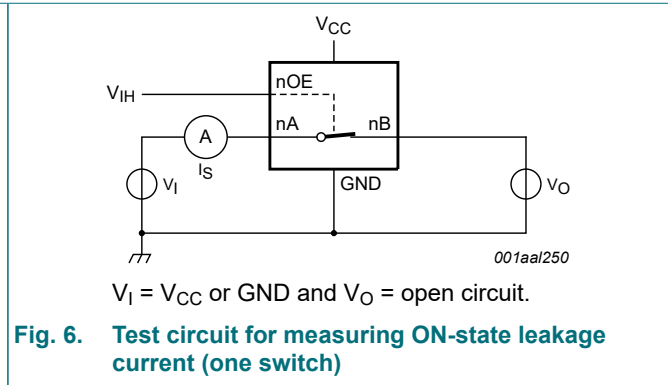 VCC
nOE
VIH
nA
nB
A
IS
VI
GND
VO
001aal250
VI = VCC or GND and VO = open circuit.
Fig. 6. Test circuit for measuring ON-state leakage
current (one switch)